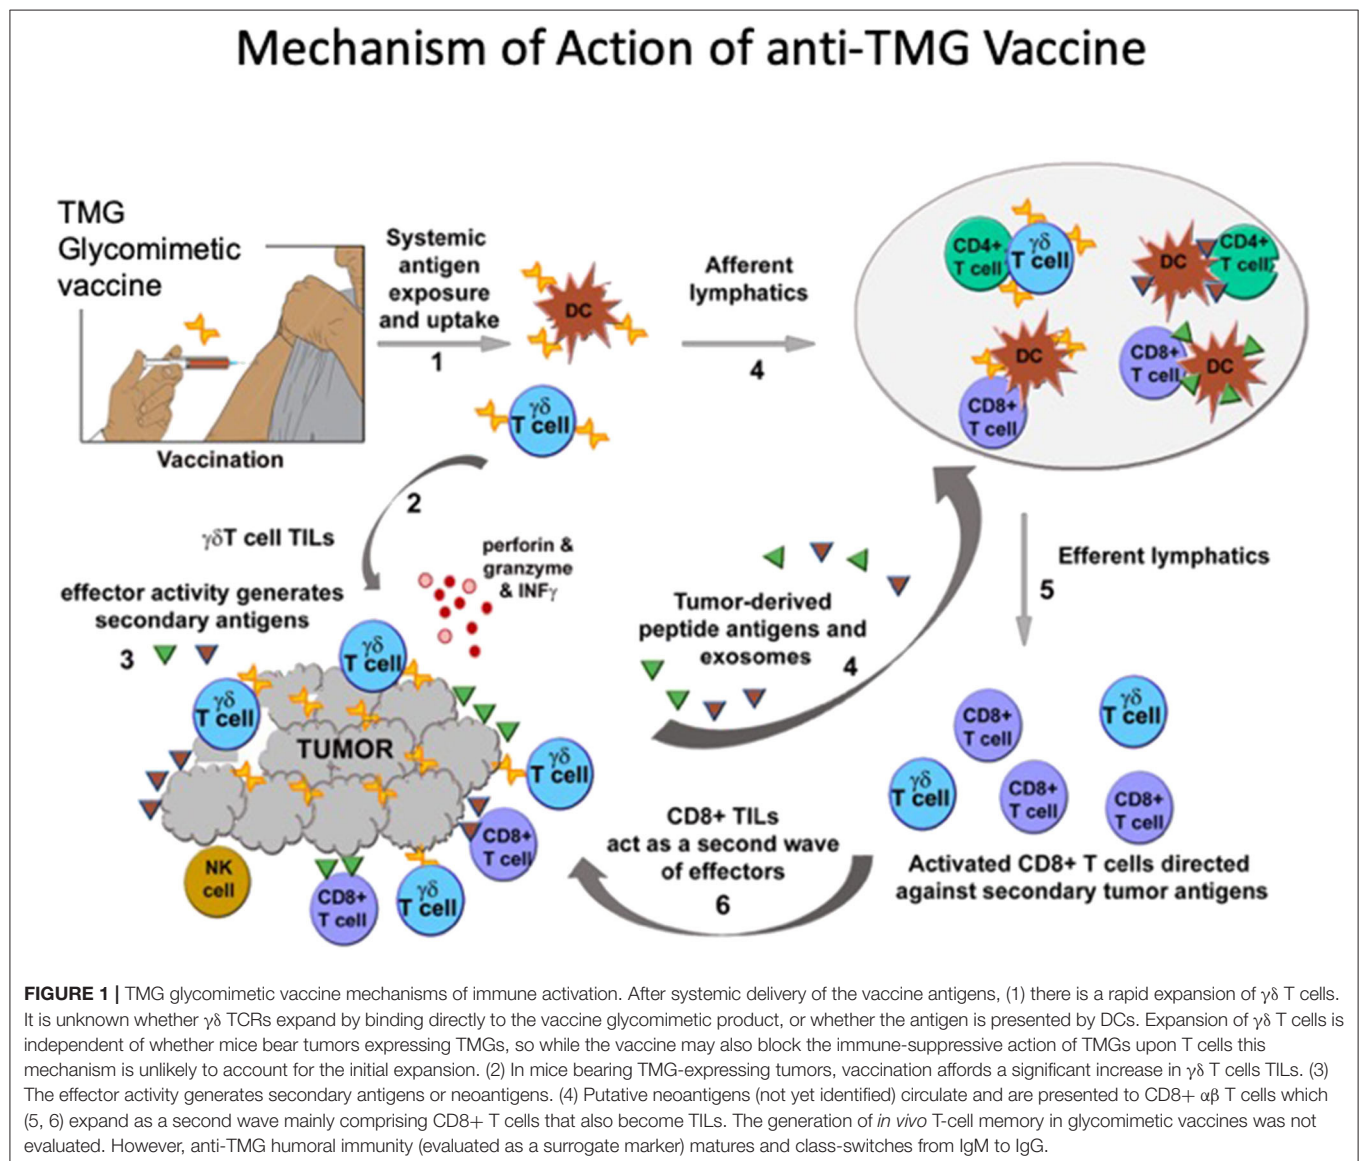 Mechanism of Action of anti-TMG Vaccine
TMG
Glycomimetic
vaccine
Vaccination
Systemic
antigen
exposure
and uptake
1
DC
γδ
T cell
Afferent
lymphatics
4
CD4+
T cell
γδ
T cell
DC
CD4+
T cell
DC
CD8+
T cell
CD8+
T cell
DC
2
γδT cell TILs
effector activity generates
secondary antigens
3
perforin &
granzyme
& INFγ
γδ
T cell
γδ
T cell
TUMOR
γδ
T cell
CD8+
T cell
NK
cell
CD8+
T cell
γδ
T cell
Tumor-derived
peptide antigens and
exosomes
4
Efferent lymphatics
5
CD8+
T cell
γδ
T cell
γδ
T cell
CD8+
T cell
CD8+
T cell
Activated CD8+ T cells directed
against secondary tumor antigens
CD8+ TILs
act as a second wave
of effectors
6
FIGURE 1 | TMG glycomimetic vaccine mechanisms of immune activation. After systemic delivery of the vaccine antigens, (1) there is a rapid expansion of γδ T cells.
It is unknown whether γδ TCRs expand by binding directly to the vaccine glycomimetic product, or whether the antigen is presented by DCs. Expansion of γδ T cells is
independent of whether mice bear tumors expressing TMGs, so while the vaccine may also block the immune-suppressive action of TMGs upon T cells this
mechanism is unlikely to account for the initial expansion. (2) In mice bearing TMG-expressing tumors, vaccination affords a significant increase in γδ T cells TILs. (3)
The effector activity generates secondary antigens or neoantigens. (4) Putative neoantigens (not yet identified) circulate and are presented to CD8+ αβ T cells which
(5, 6) expand as a second wave mainly comprising CD8+ T cells that also become TILs. The generation of in vivo T-cell memory in glycomimetic vaccines was not
evaluated. However, anti-TMG humoral immunity (evaluated as a surrogate marker) matures and class-switches from IgM to IgG.